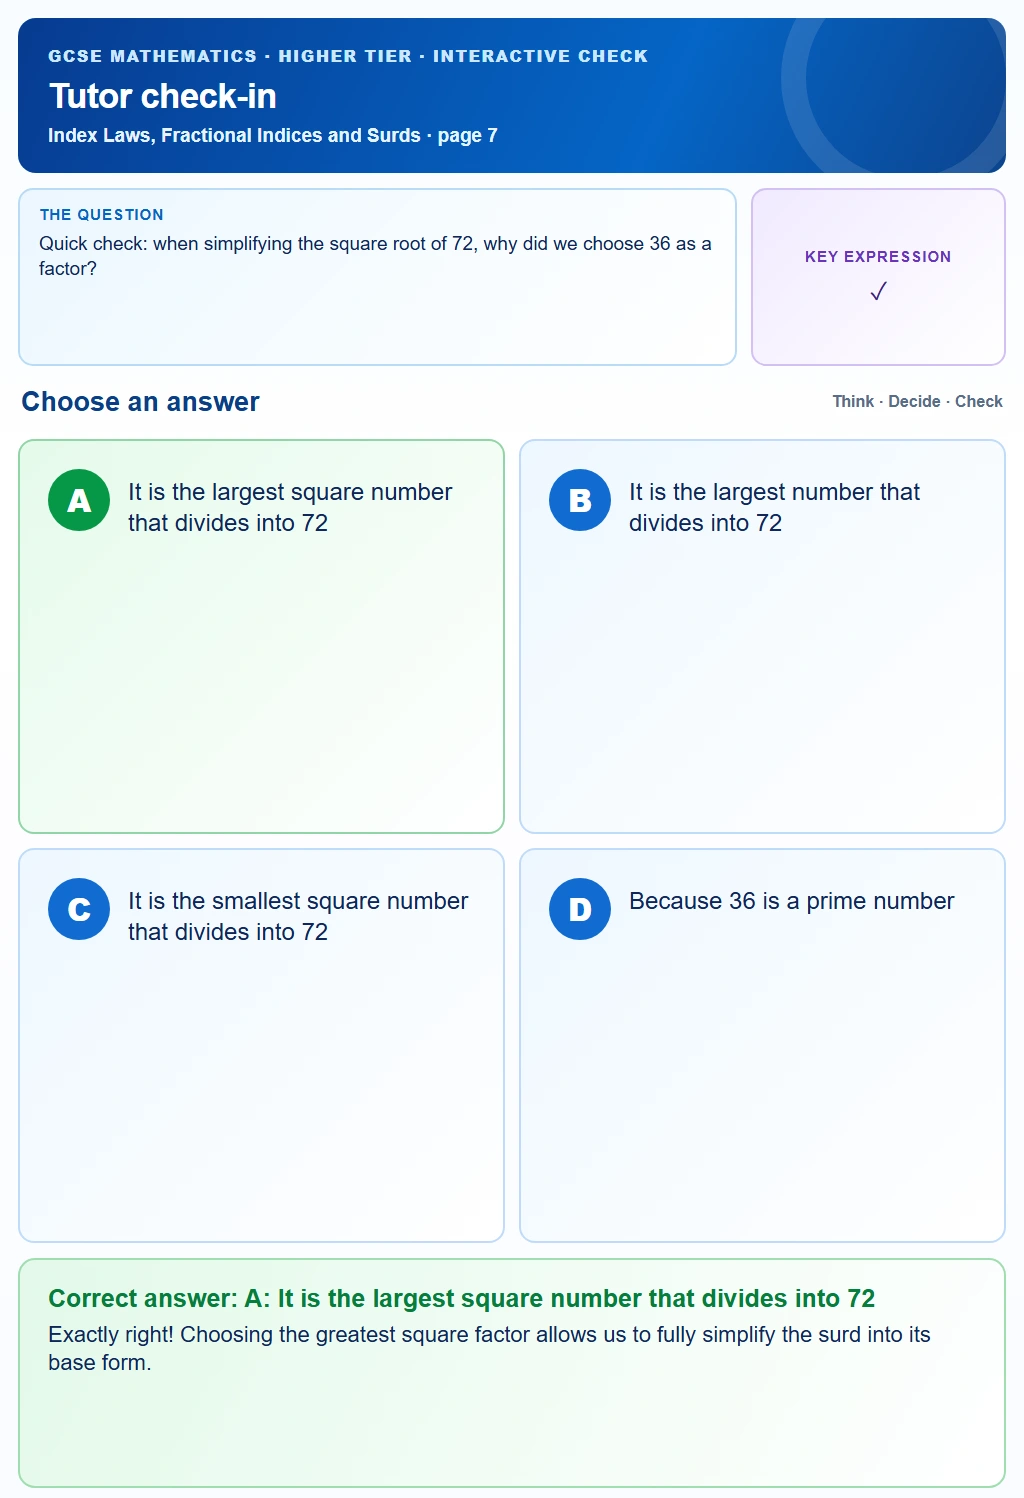 GCSE MATHEMATICS · HIGHER TIER · INTERACTIVE CHECK
Tutor check-in
Index Laws, Fractional Indices and Surds · page 7
THE QUESTION
Quick check: when simplifying the square root of 72, why did we choose 36 as a
factor?
KEY EXPRESSION
✓
Choose an answer
Think · Decide · Check
A
It is the largest square number
that divides into 72
B
It is the largest number that
divides into 72
C
It is the smallest square number
that divides into 72
D
Because 36 is a prime number
Correct answer: A: It is the largest square number that divides into 72
Exactly right! Choosing the greatest square factor allows us to fully simplify the surd into its
base form.